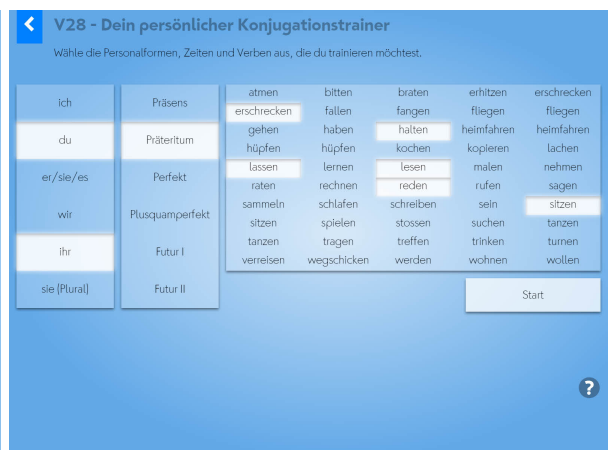 V28 - Dein persönlicher Konjugationstrainer
Wähle die Personalformen, Zeiten und Verben aus, die du trainieren möchtest.
ich
du
er/sie/es
wir
ihr
sie (Plural)
Präsens
Präteritum
Perfekt
Plusquamperfekt
Futur I
Futur II
atmen bitten braten erhitzen erschrecken
erschrecken fallen fangen fliegen fliegen
gehen haben halten heimfahren heimfahren
hüpfen hüpfen kochen kopieren lachen
lassen lernen lesen malen nehmen
raten rechnen reden rufen sagen
sammeln schlafen schreiben sein sitzen
sitzen spielen stossen suchen tanzen
tanzen tragen treffen trinken turnen
verreisen wegschicken werden wohnen wollen
Start
?